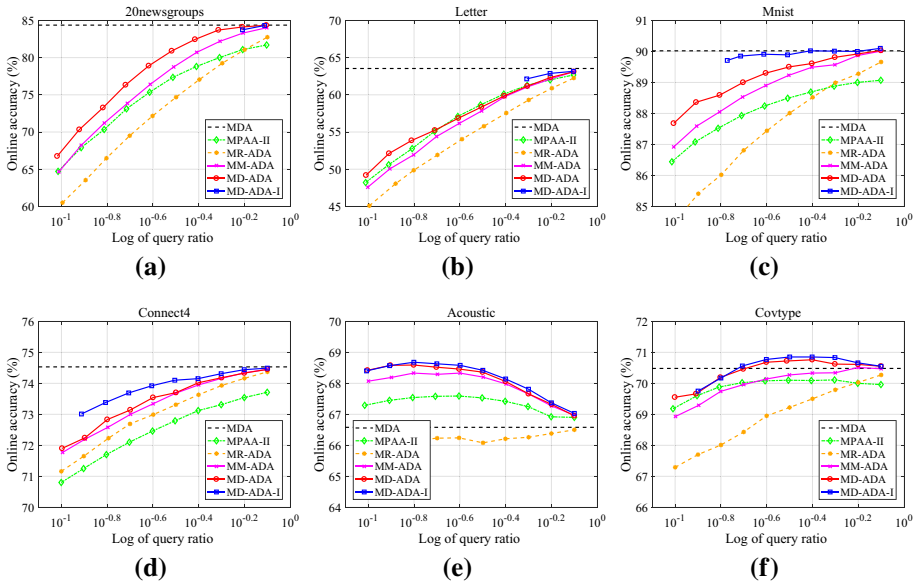 20newsgroups
Online accuracy (%)
85
80
75
70
65
60
MDA
MPAA-II
MR-ADA
MM-ADA
MD-ADA
MD-ADA-I
10^-1 10^-0.8 10^-0.6 10^-0.4 10^-0.2 10^0
Log of query ratio
(a)
Letter
Online accuracy (%)
70
65
60
55
50
45
MDA
MPAA-II
MR-ADA
MM-ADA
MD-ADA
MD-ADA-I
10^-1 10^-0.8 10^-0.6 10^-0.4 10^-0.2 10^0
Log of query ratio
(b)
Mnist
Online accuracy (%)
91
90
89
88
87
86
85
MDA
MPAA-II
MR-ADA
MM-ADA
MD-ADA
MD-ADA-I
10^-1 10^-0.8 10^-0.6 10^-0.4 10^-0.2 10^0
Log of query ratio
(c)
Connect4
Online accuracy (%)
76
75
74
73
72
71
70
MDA
MPAA-II
MR-ADA
MM-ADA
MD-ADA
MD-ADA-I
10^-1 10^-0.8 10^-0.6 10^-0.4 10^-0.2 10^0
Log of query ratio
(d)
Acoustic
Online accuracy (%)
70
69
68
67
66
65
64
MDA
MPAA-II
MR-ADA
MM-ADA
MD-ADA
MD-ADA-I
10^-1 10^-0.8 10^-0.6 10^-0.4 10^-0.2 10^0
Log of query ratio
(e)
Covtype
Online accuracy (%)
72
71
70
69
68
67
66
MDA
MPAA-II
MR-ADA
MM-ADA
MD-ADA
MD-ADA-I
10^-1 10^-0.8 10^-0.6 10^-0.4 10^-0.2 10^0
Log of query ratio
(f)